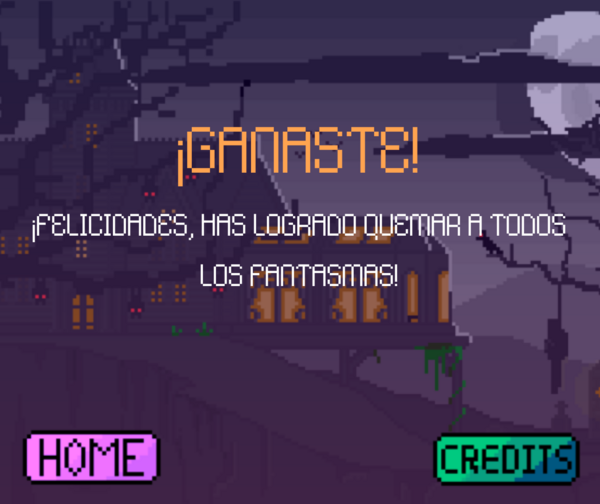 ¡GANASTE!
¡FELICIDADES, HAS LOGRADO QUEMAR A TODOS
LOS FANTASMAS!
HOME
CREDITS